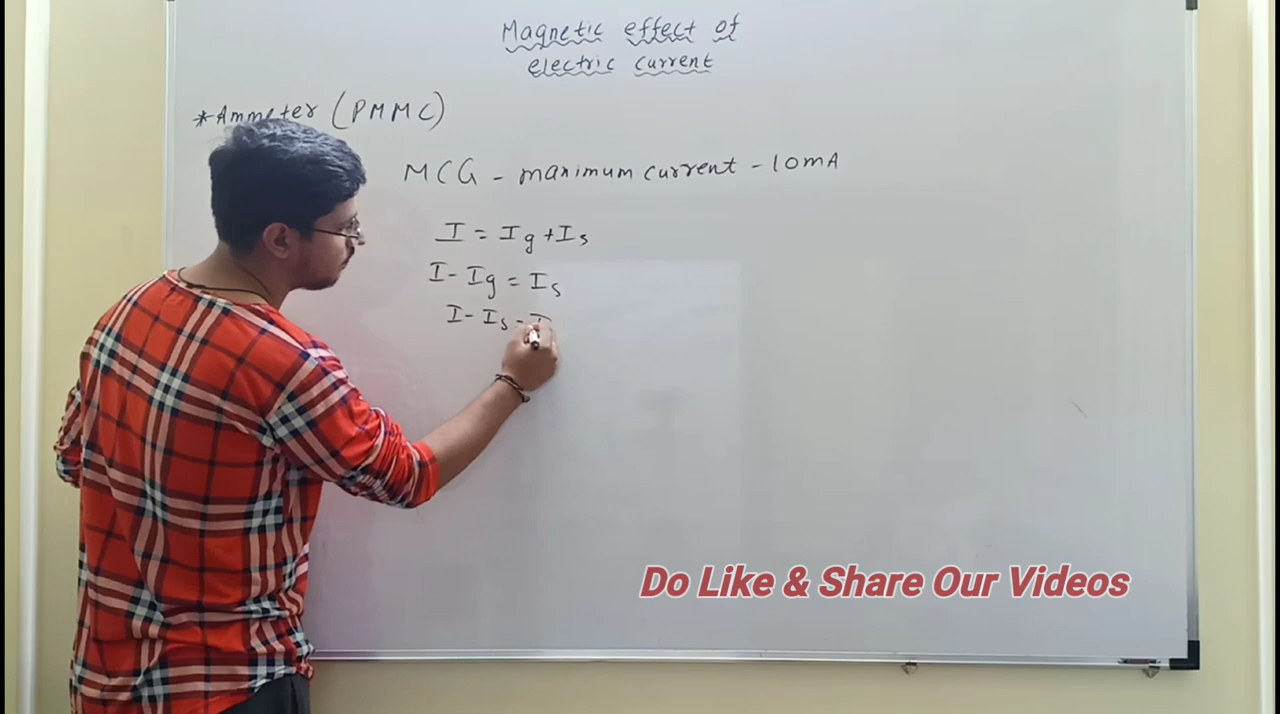 Magnetic effect of
electric current
*Ammeter (PMMC)
MCG - maximum current - 10mA
I = Ig + Is
I - Ig = Is
I - Is = I
Do Like & Share Our Videos